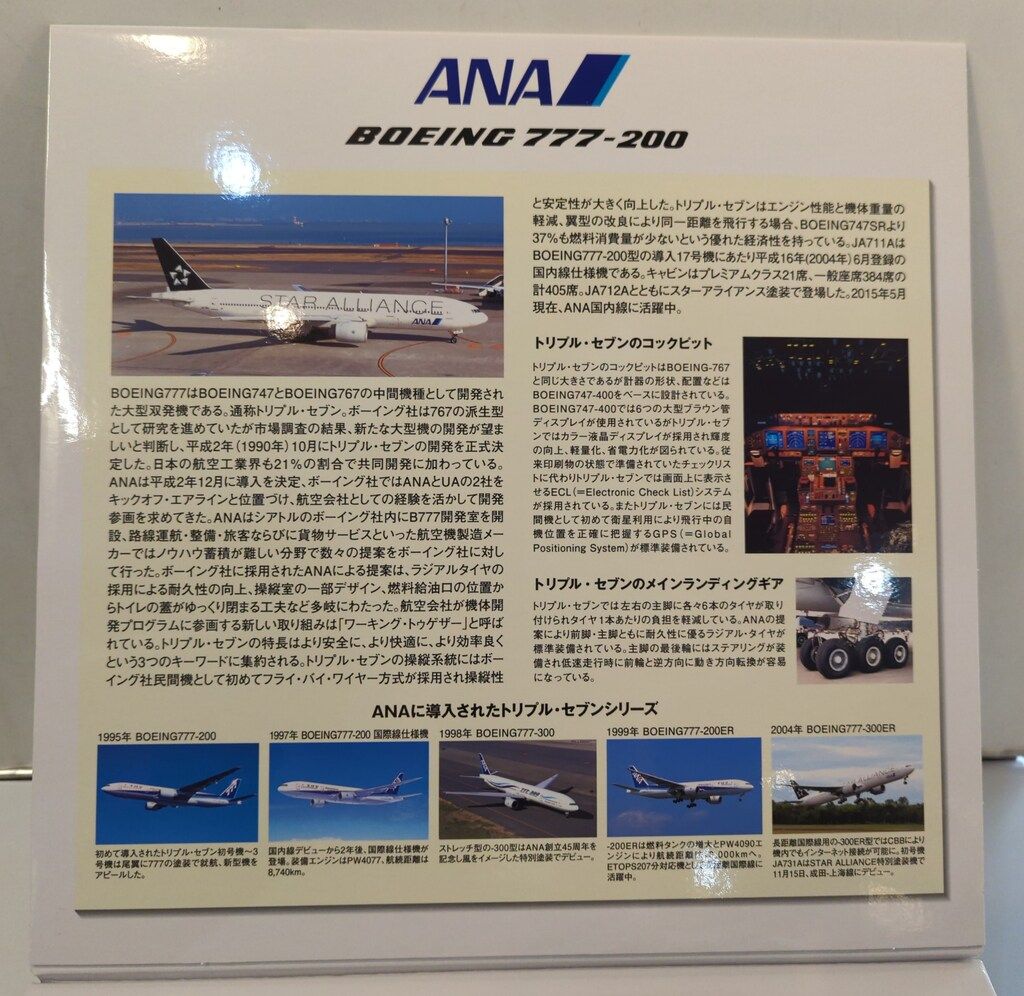 ANA
BOEING 777-200
STAR ALLIANCE
ANA
BOEING777はBOEING747とBOEING767の中間機種として開発され
た大型双発機である。通称トリプル・セブン。ボーイング社は767の派生型
として研究を進めていたが市場調査の結果、新たな大型機の開発が望ま
しいと判断し、平成2年(1990年)10月にトリプル・セブンの開発を正式
決定した。日本の航空工業界も21%の割合で共同開発に加わっている。
ANAは平成2年12月に導入を決定、ボーイング社ではANAとUAの2社を
キックオフ・エアラインと位置づけ、航空会社としての経験を活かして開発
参画を求めてきた。ANAはシアトルのボーイング社内にB777開発室を開
設、路線運航・整備・旅客ならびに貨物サービスといった航空機製造メー
カーではノウハウ蓄積が難しい分野で数々の提案をボーイング社に対し
て行った。ボーイング社に採用されたANAによる提案は、ラジアルタイヤの
採用による耐久性の向上、操縦室の一部デザイン、燃料給油口の位置か
らトイレの蓋がゆっくり閉まる工夫など多岐にわたった。航空会社が機体開
発プログラムに参画する新しい取り組みは「ワーキング・トゥゲザー」と呼ば
れている。トリプル・セブンの特長はより安全に、より快適に、より効率良く
という3つのキーワードに集約される。トリプル・セブンの操縦系統にはボー
イング社民間機として初めてフライ・バイ・ワイヤー方式が採用され操縦性
と安定性が大きく向上した。トリプル・セブンはエンジン性能と機体重量の
軽減、翼型の改良により同一距離を飛行する場合、BOEING747SRより
37%も燃料消費量が少ないという優れた経済性を持っている。JA711Aは
BOEING777-200型の導入17号機にあたり平成16年(2004年)6月登録の
国内線仕様機である。キャビンはプレミアムクラス21席、一般座席384席の
計405席。JA712Aとともにスターアライアンス塗装で登場した。2015年5月
現在、ANA国内線に活躍中。
トリプル・セブンのコックピット
トリプル・セブンのコックピットはBOEING-767
と同じ大きさであるが計器の形状、配置などは
BOEING747-400をベースに設計されている。
BOEING747-400では6つの大型ブラウン管
ディスプレイが使用されているがトリプル・セブ
ンではカラー液晶ディスプレイが採用され輝度
の向上、軽量化、省電力化が図られている。従
来印刷物の状態で準備されていたチェックリス
トに代わりトリプル・セブンでは画面上に表示さ
せるECL(=Electronic Check List)システム
が採用されている。またトリプル・セブンには民
間機として初めて衛星利用により飛行中の自
機位置を正確に把握するGPS(=Global
Positioning System)が標準装備されている。
トリプル・セブンのメインランディングギア
トリプル・セブンでは左右の主脚に各々6本のタイヤが取り
付けられタイヤ1本あたりの負担を軽減している。ANAの提
案により前脚・主脚ともに耐久性に優るラジアル・タイヤが
標準装備されている。主脚の最後輪にはステアリングが装
備され低速走行時に前輪と逆方向に動き方向転換が容易
になっている。
ANAに導入されたトリプル・セブンシリーズ
1995年 BOEING777-200
初めて導入されたトリプル・セブン初号機〜3
号機は尾翼に777の塗装で就航、新型機を
アピールした。
1997年 BOEING777-200 国際線仕様機
国内線デビューから2年後、国際線仕様機が
登場。装備エンジンはPW4077、航続距離は
8,740km。
1998年 BOEING777-300
ストレッチ型の-300型はANA創立45周年を
記念し風をイメージした特別塗装でデビュー。
1999年 BOEING777-200ER
-200ERは燃料タンクの増大とPW4090エ
ンジンにより航続距離 ,000kmへ。
ETOPS207分対応機とし 国際線に
活躍中。
2004年 BOEING777-300ER
長距離国際線用の-300ER型ではCBBにより
機内でもインターネット接続が可能に。初号機
JA731AはSTAR ALLIANCE特別塗装機で
11月15日、成田-上海線にデビュー。